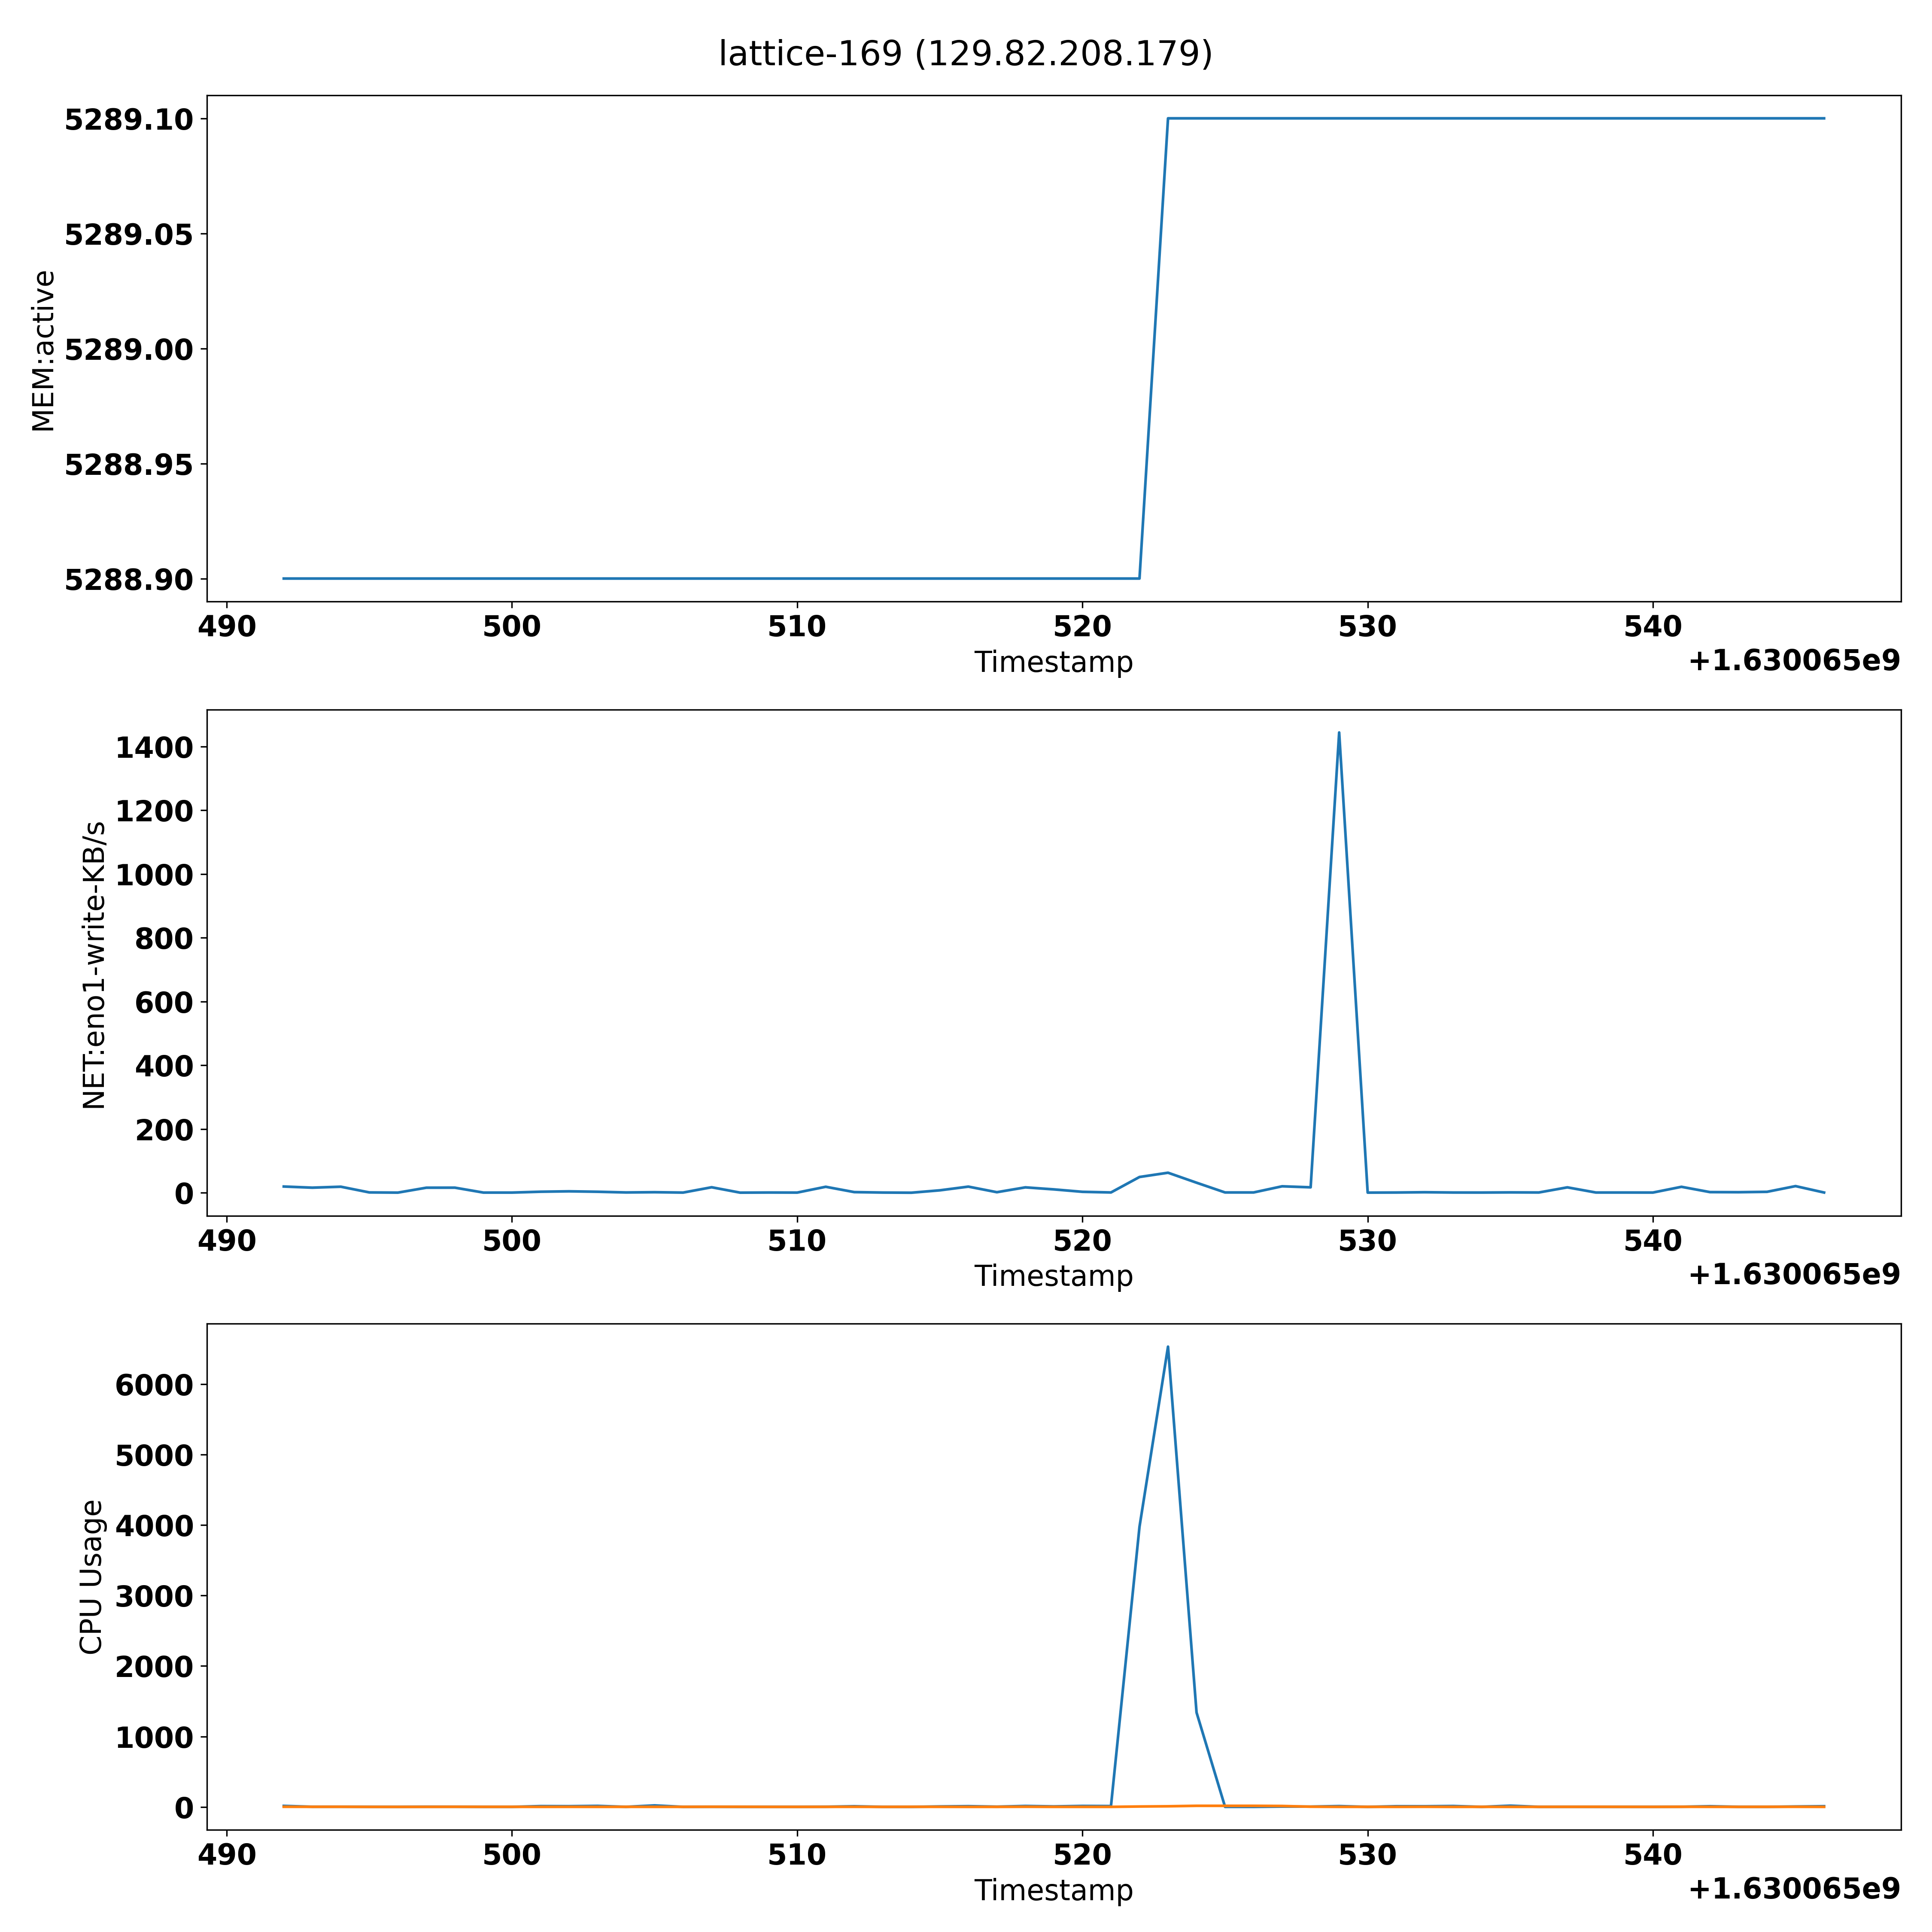 lattice-169 (129.82.208.179)
5289.10
5289.05
5289.00
5288.95
5288.90
MEM:active
490 500 510 520 530 540
Timestamp
+1.630065e9
1400
1200
1000
800
600
400
200
0
NET:eno1-write-KB/s
490 500 510 520 530 540
Timestamp
+1.630065e9
6000
5000
4000
3000
2000
1000
0
CPU Usage
490 500 510 520 530 540
Timestamp
+1.630065e9